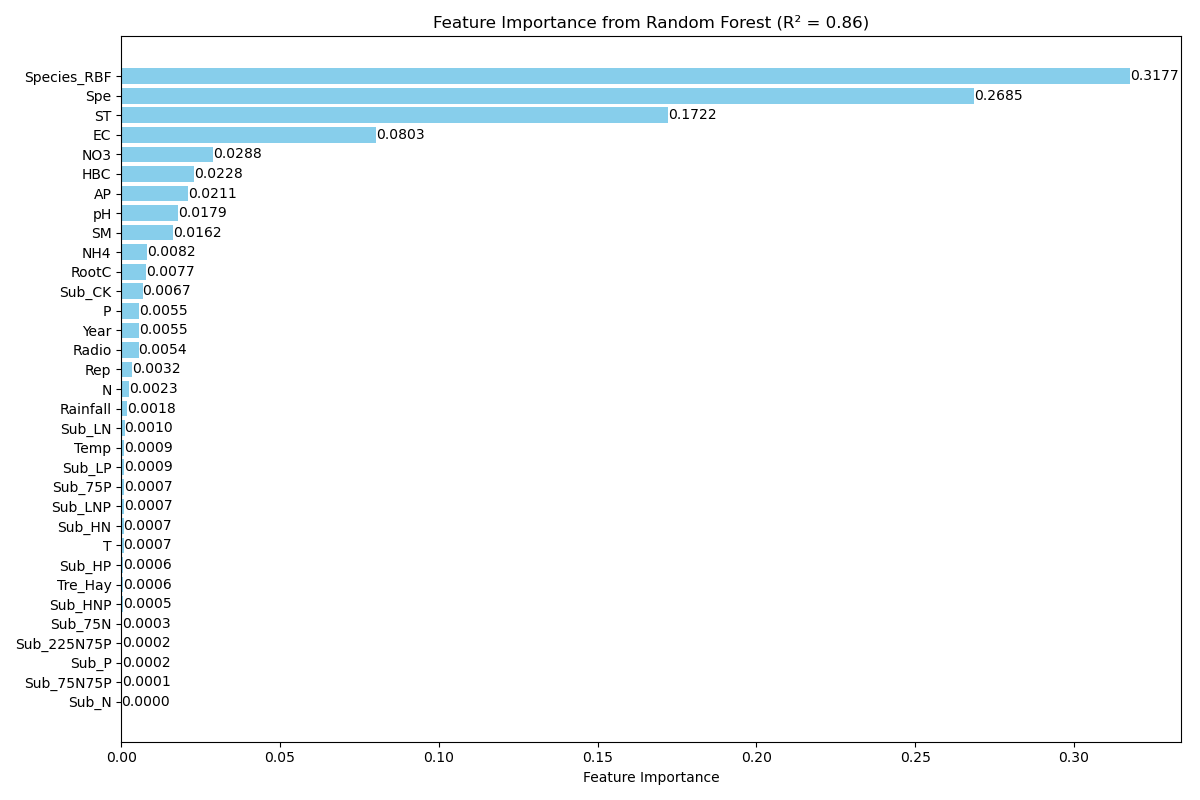 Feature Importance from Random Forest (R² = 0.86)
Species_RBF 0.3177
Spe 0.2685
ST 0.1722
EC 0.0803
NO3 0.0288
HBC 0.0228
AP 0.0211
pH 0.0179
SM 0.0162
NH4 0.0082
RootC 0.0077
Sub_CK 0.0067
P 0.0055
Year 0.0055
Radio 0.0054
Rep 0.0032
N 0.0023
Rainfall 0.0018
Sub_LN 0.0010
Temp 0.0009
Sub_LP 0.0009
Sub_75P 0.0007
Sub_LNP 0.0007
Sub_HN 0.0007
T 0.0007
Sub_HP 0.0006
Tre_Hay 0.0006
Sub_HNP 0.0005
Sub_75N 0.0003
Sub_225N75P 0.0002
Sub_P 0.0002
Sub_75N75P 0.0001
Sub_N 0.0000
0.00 0.05 0.10 0.15 0.20 0.25 0.30
Feature Importance